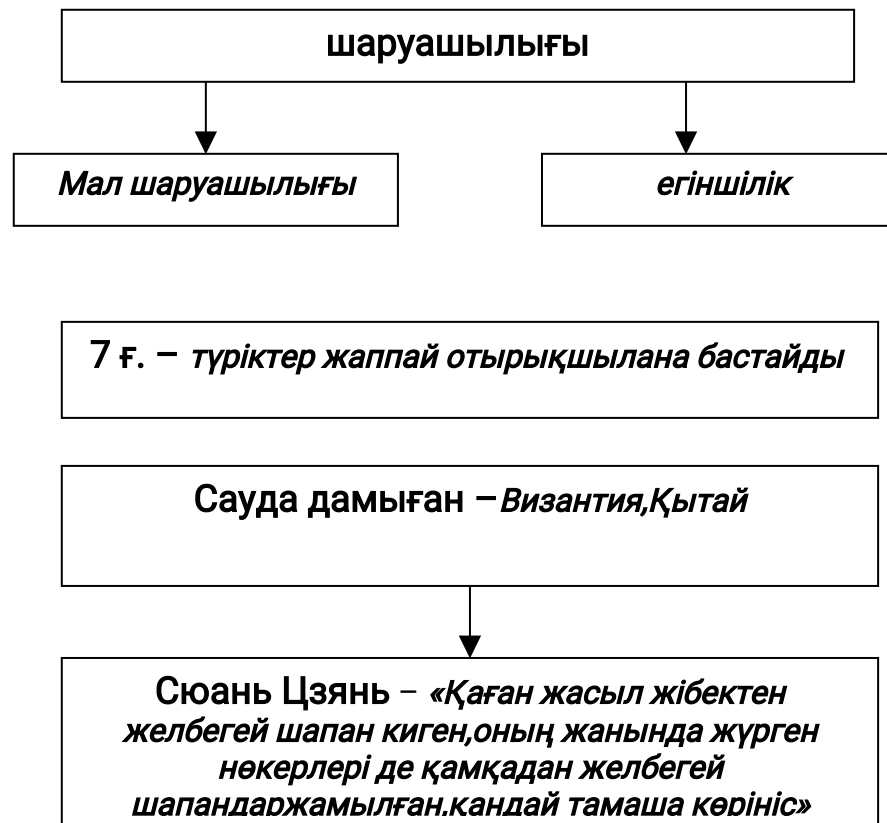 шаруашылығы
Мал шаруашылығы
егіншілік
7 ғ. – түріктер жаппай отырықшылана бастайды
Сауда дамыған –Византия,Қытай
Сюань Цзянь – «Қаған жасыл жібектен
желбегей шапан киген,оның жанында жүрген
нөкерлері де қамқадан желбегей
шапандаржамылған,қандай тамаша көрініс»